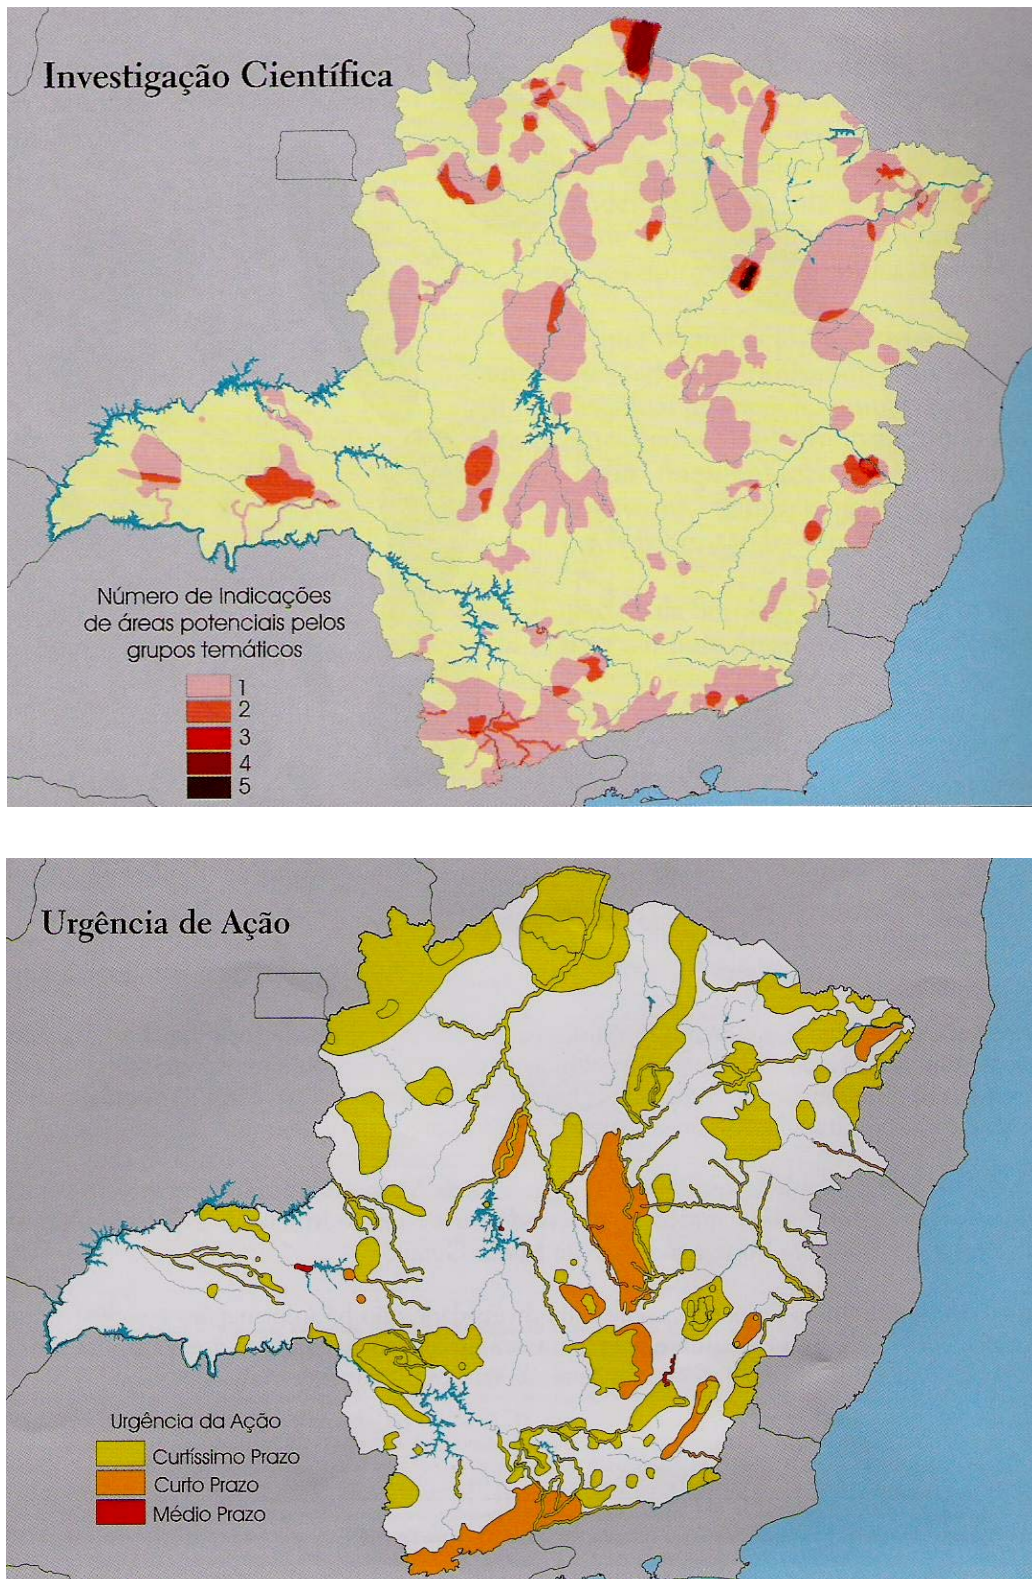 Investigação Científica
Número de Indicações
de áreas potenciais pelos
grupos temáticos
1
2
3
4
5
Urgência de Ação
Urgência da Ação
Curtíssimo Prazo
Curto Prazo
Médio Prazo